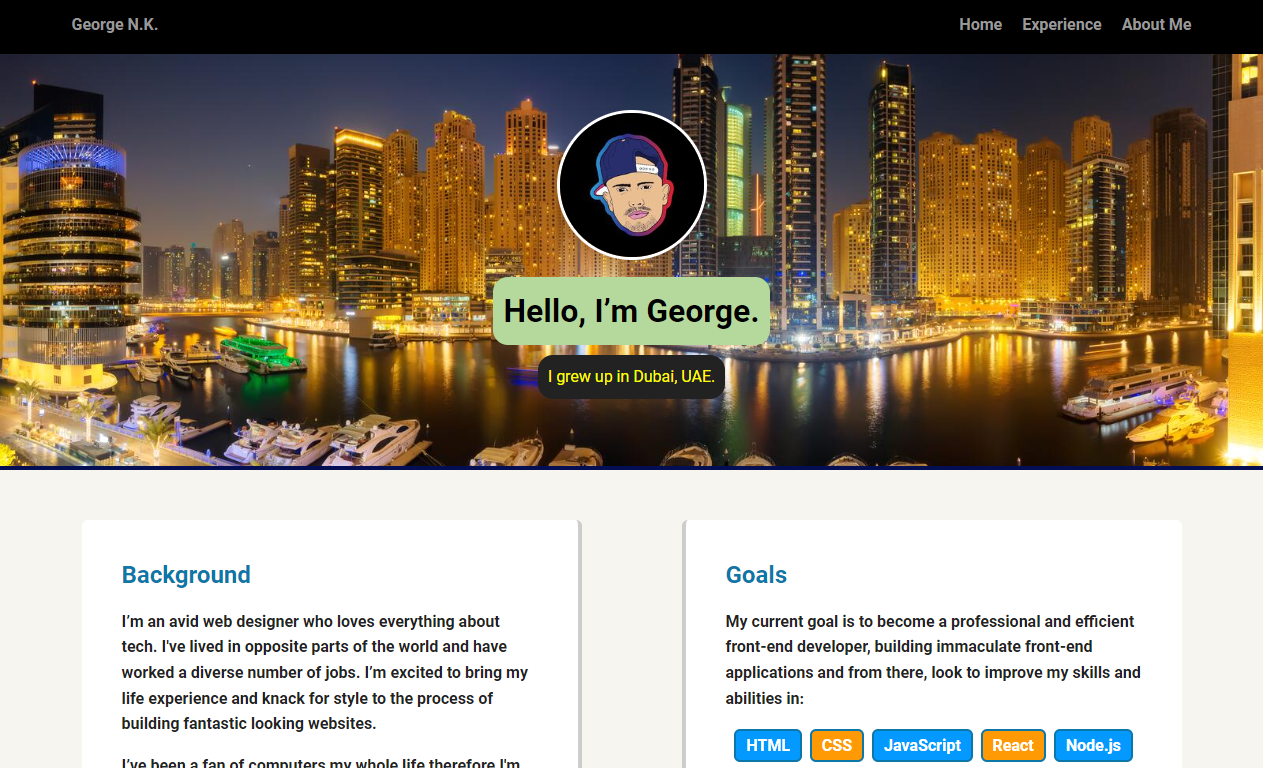 George N.K.
Home Experience About Me
Hello, I’m George.
I grew up in Dubai, UAE.
Background
I’m an avid web designer who loves everything about
tech. I've lived in opposite parts of the world and have
worked a diverse number of jobs. I’m excited to bring my
life experience and knack for style to the process of
building fantastic looking websites.
I’ve been a fan of computers my whole life therefore I'm
Goals
My current goal is to become a professional and efficient
front-end developer, building immaculate front-end
applications and from there, look to improve my skills and
abilities in:
HTML CSS JavaScript React Node.js